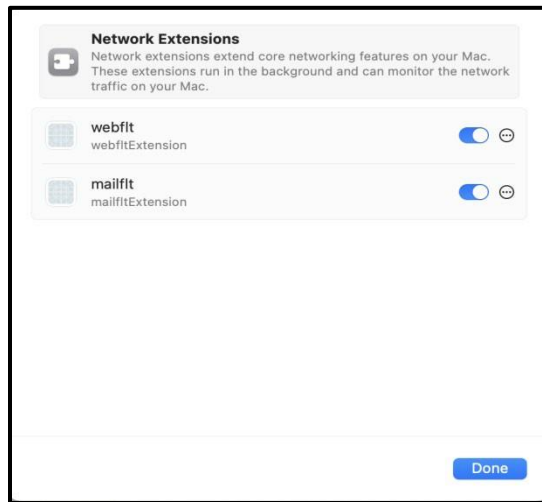 Network Extensions
Network extensions extend core networking features on your Mac.
These extensions run in the background and can monitor the network
traffic on your Mac.
webflt
webfltExtension
mailflt
mailfltExtension
Done